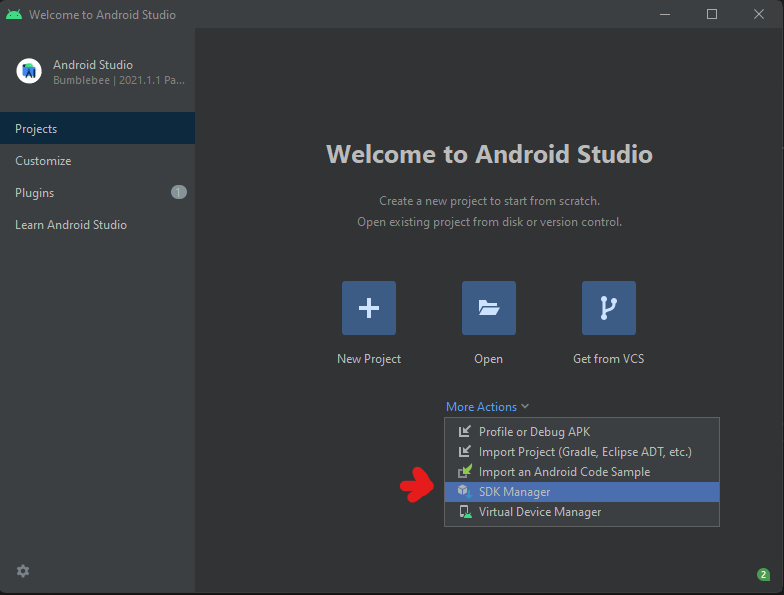 Welcome to Android Studio
Android Studio
Bumblebee | 2021.1.1 Pa...
Projects
Customize
Plugins
1
Learn Android Studio
Welcome to Android Studio
Create a new project to start from scratch.
Open existing project from disk or version control.
New Project
Open
Get from VCS
More Actions
Profile or Debug APK
Import Project (Gradle, Eclipse ADT, etc.)
Import an Android Code Sample
SDK Manager
Virtual Device Manager
2